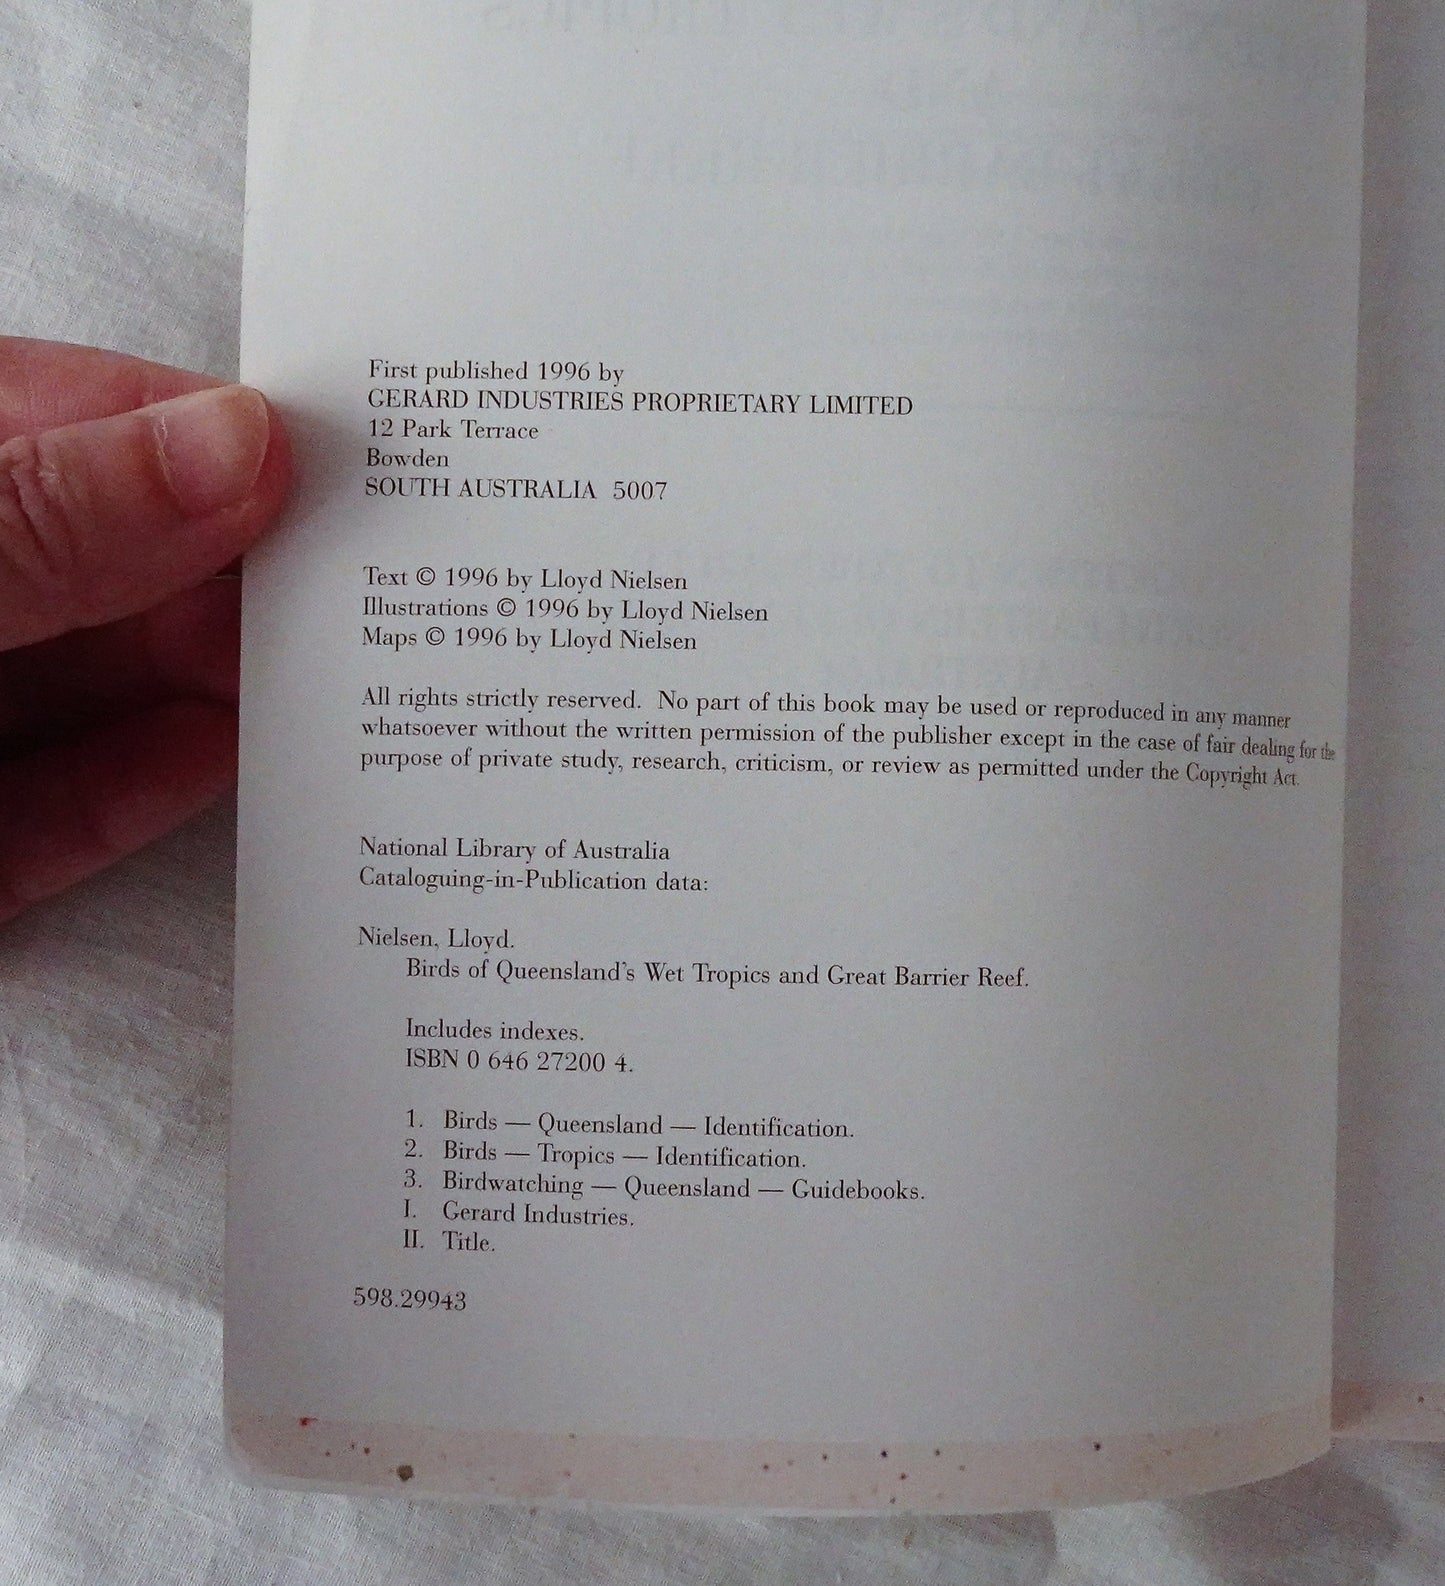 First published 1996 by
GERARD INDUSTRIES PROPRIETARY LIMITED
12 Park Terrace
Bowden
SOUTH AUSTRALIA 5007
Text © 1996 by Lloyd Nielsen
Illustrations © 1996 by Lloyd Nielsen
Maps © 1996 by Lloyd Nielsen
All rights strictly reserved. No part of this book may be used or reproduced in any manner
whatsoever without the written permission of the publisher except in the case of fair dealing for the
purpose of private study, research, criticism, or review as permitted under the Copyright Act.
National Library of Australia
Cataloguing-in-Publication data:
Nielsen, Lloyd.
Birds of Queensland's Wet Tropics and Great Barrier Reef.
Includes indexes.
ISBN 0 646 27200 4.
1. Birds — Queensland — Identification.
2. Birds — Tropics — Identification.
3. Birdwatching — Queensland — Guidebooks.
I. Gerard Industries.
II. Title.
598.29943